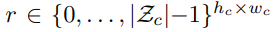 r ∈ {0, . . . , |𝒵_c|−1}^{h_c × w_c}